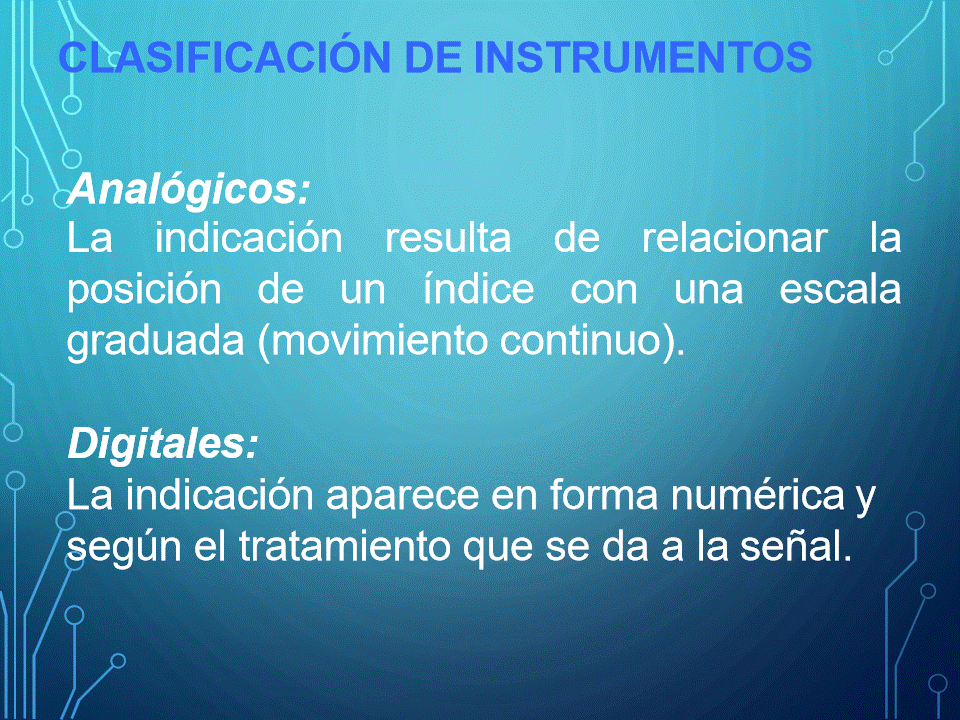 CLASIFICACIÓN DE INSTRUMENTOS
Analógicos:
La indicación resulta de relacionar la
posición de un índice con una escala
graduada (movimiento continuo).
Digitales:
La indicación aparece en forma numérica y
según el tratamiento que se da a la señal.